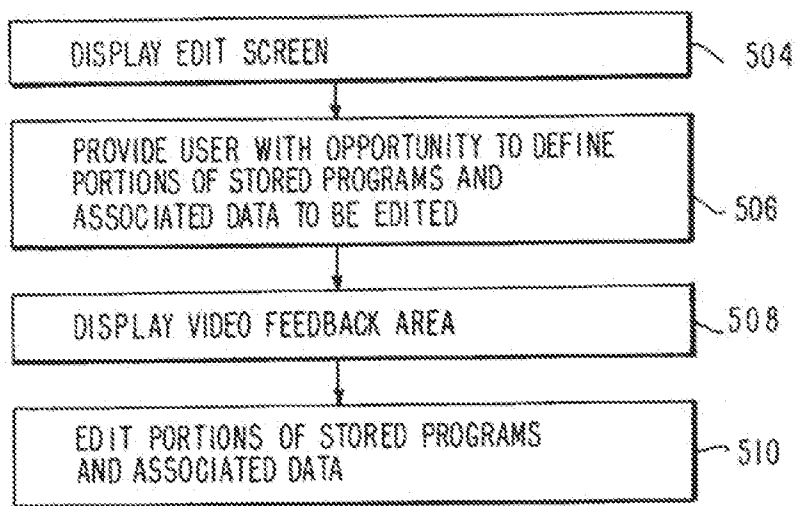 DISPLAY EDIT SCREEN
504
PROVIDE USER WITH OPPORTUNITY TO DEFINE
PORTIONS OF STORED PROGRAMS AND
ASSOCIATED DATA TO BE EDITED
506
DISPLAY VIDEO FEEDBACK AREA
508
EDIT PORTIONS OF STORED PROGRAMS
AND ASSOCIATED DATA
510